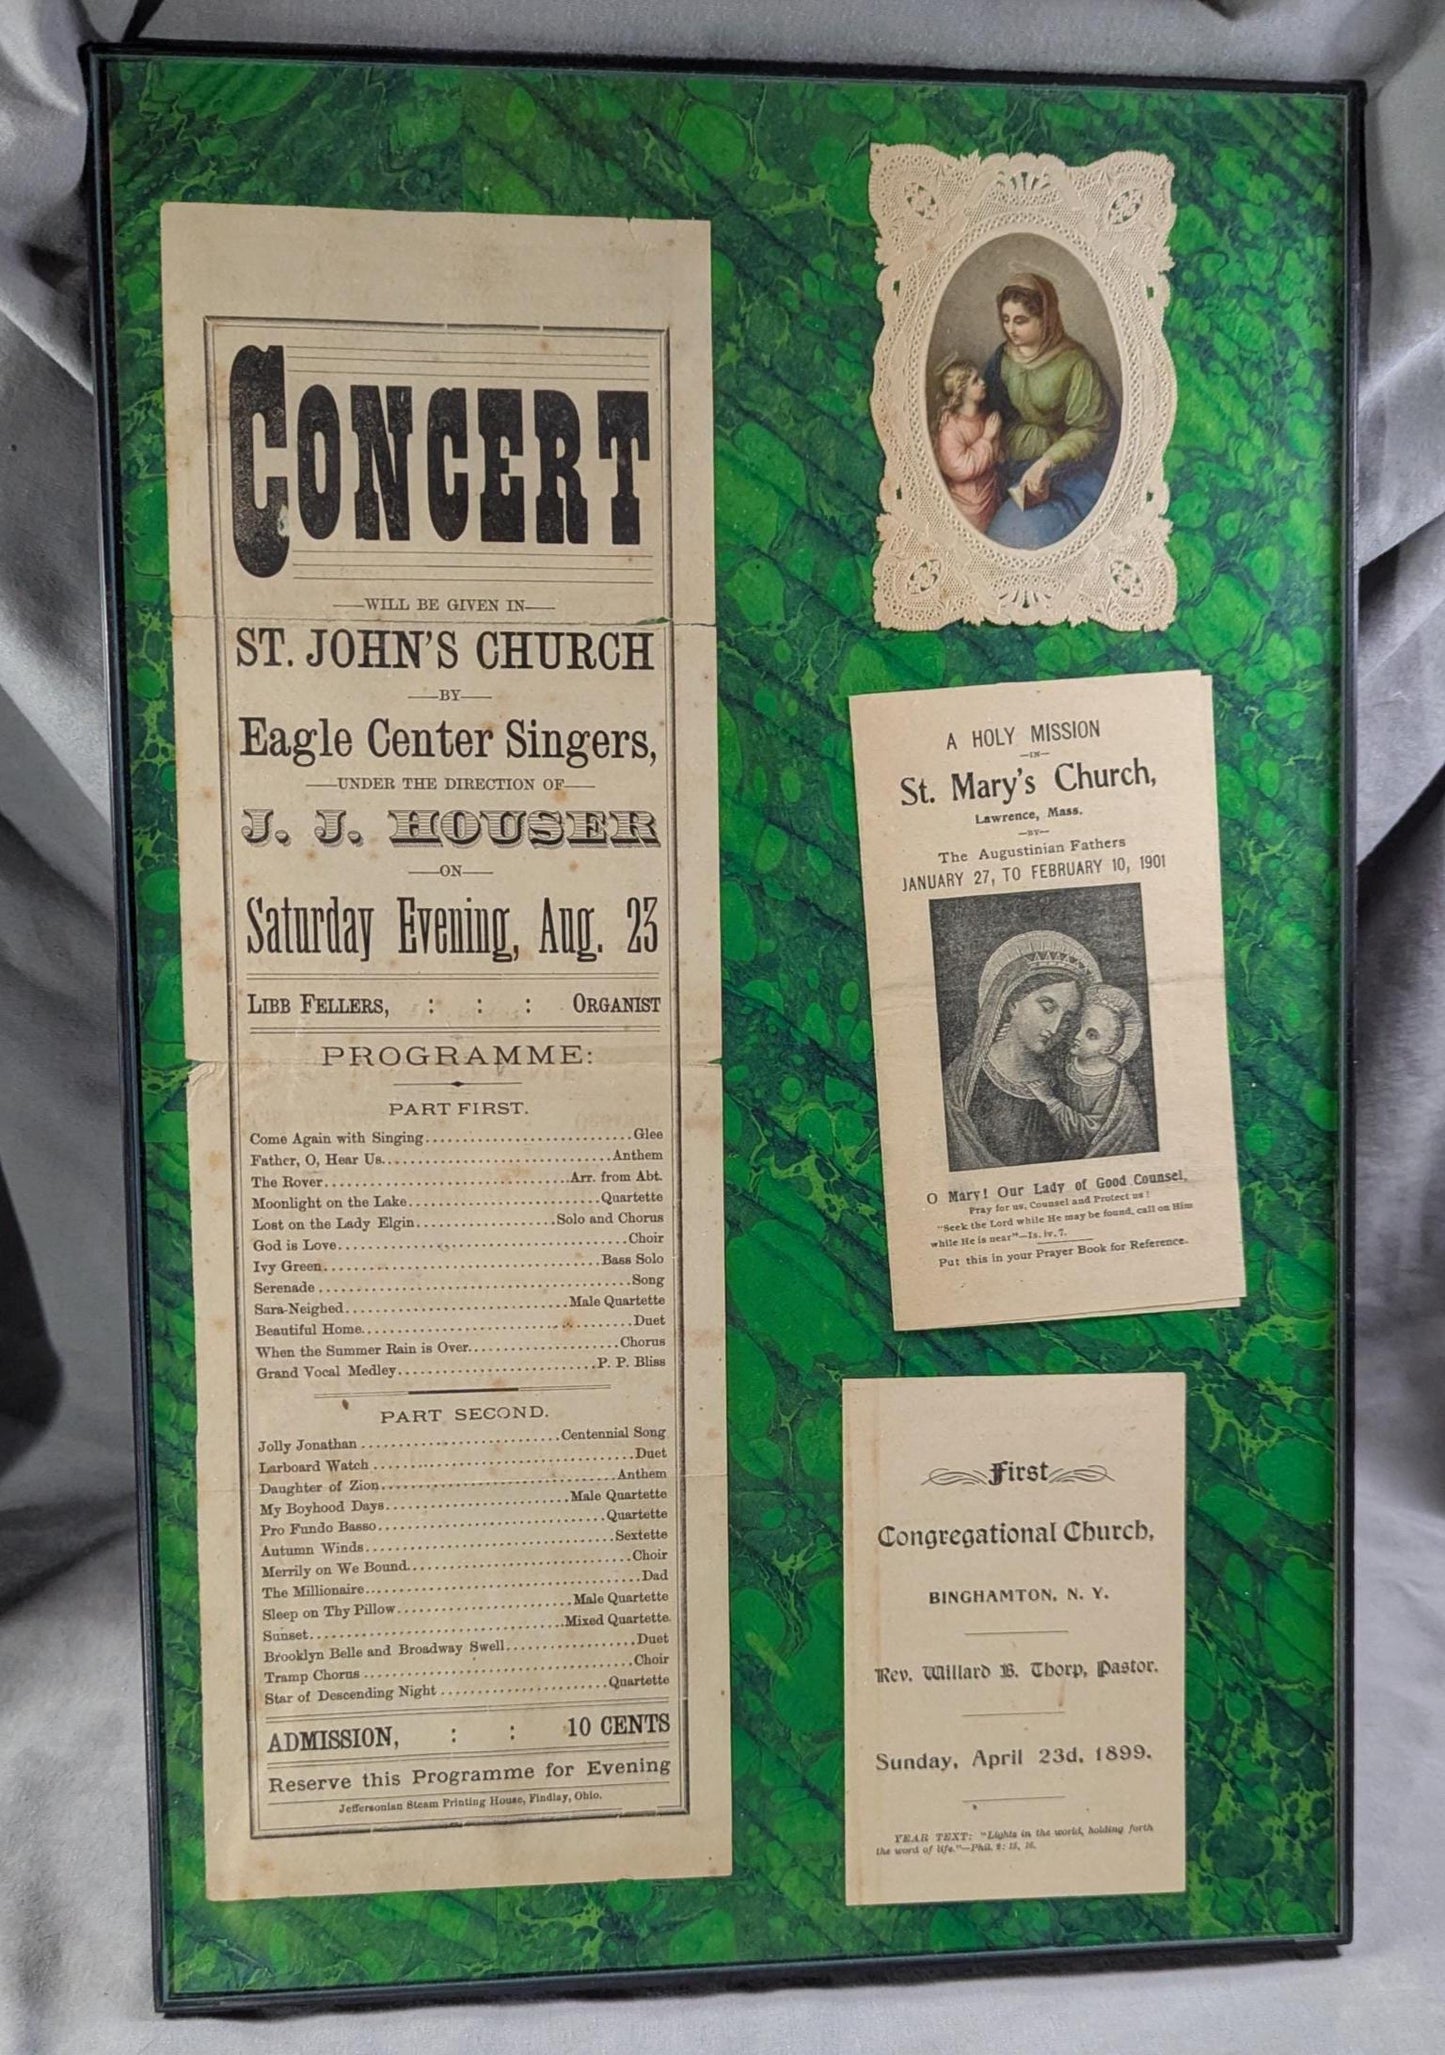 CONCERT
WILL BE GIVEN IN
ST. JOHN'S CHURCH
BY
Eagle Center Singers,
UNDER THE DIRECTION OF
J. J. HOUSER
ON
Saturday Evening, Aug. 23
LIBB FELLERS, : : : ORGANIST
PROGRAMME:
PART FIRST.
Come Again with Singing..........Glee
Father, O, Hear Us..........Anthem
The Rover..........Arr. from Abt.
Moonlight on the Lake..........Quartette
Lost on the Lady Elgin..........Solo and Chorus
God is Love..........Choir
Ivy Green..........Bass Solo
Serenade..........Song
Sara-Neighed..........Male Quartette
Beautiful Home..........Duet
When the Summer Rain is Over..........Chorus
Grand Vocal Medley..........P. P. Bliss
PART SECOND.
Jolly Jonathan..........Centennial Song
Larboard Watch..........Duet
Daughter of Zion..........Anthem
My Boyhood Days..........Male Quartette
Pro Fundo Basso..........Quartette
Autumn Winds..........Sextette
Merrily on We Bound..........Choir
The Millionaire..........Dad
Sleep on Thy Pillow..........Male Quartette
Sunset..........Mixed Quartette.
Brooklyn Belle and Broadway Swell..........Duet
Tramp Chorus..........Choir
Star of Descending Night..........Quartette
ADMISSION, : : 10 CENTS
Reserve this Programme for Evening
Jeffersonian Steam Printing House, Findlay, Ohio.
A HOLY MISSION
—IN—
St. Mary's Church,
Lawrence, Mass.
—BY—
The Augustinian Fathers
JANUARY 27, TO FEBRUARY 10, 1901
O Mary! Our Lady of Good Counsel,
Pray for us, Counsel and Protect us!
"Seek the Lord while He may be found, call on Him
while He is near"—Is. iv. 7.
Put this in your Prayer Book for Reference.
First
Congregational Church,
BINGHAMTON, N. Y.
Rev. Willard B. Thorp, Pastor.
Sunday, April 23d, 1899.
YEAR TEXT: "Lights in the world, holding forth
the word of life."—Phil. 2: 15, 16.